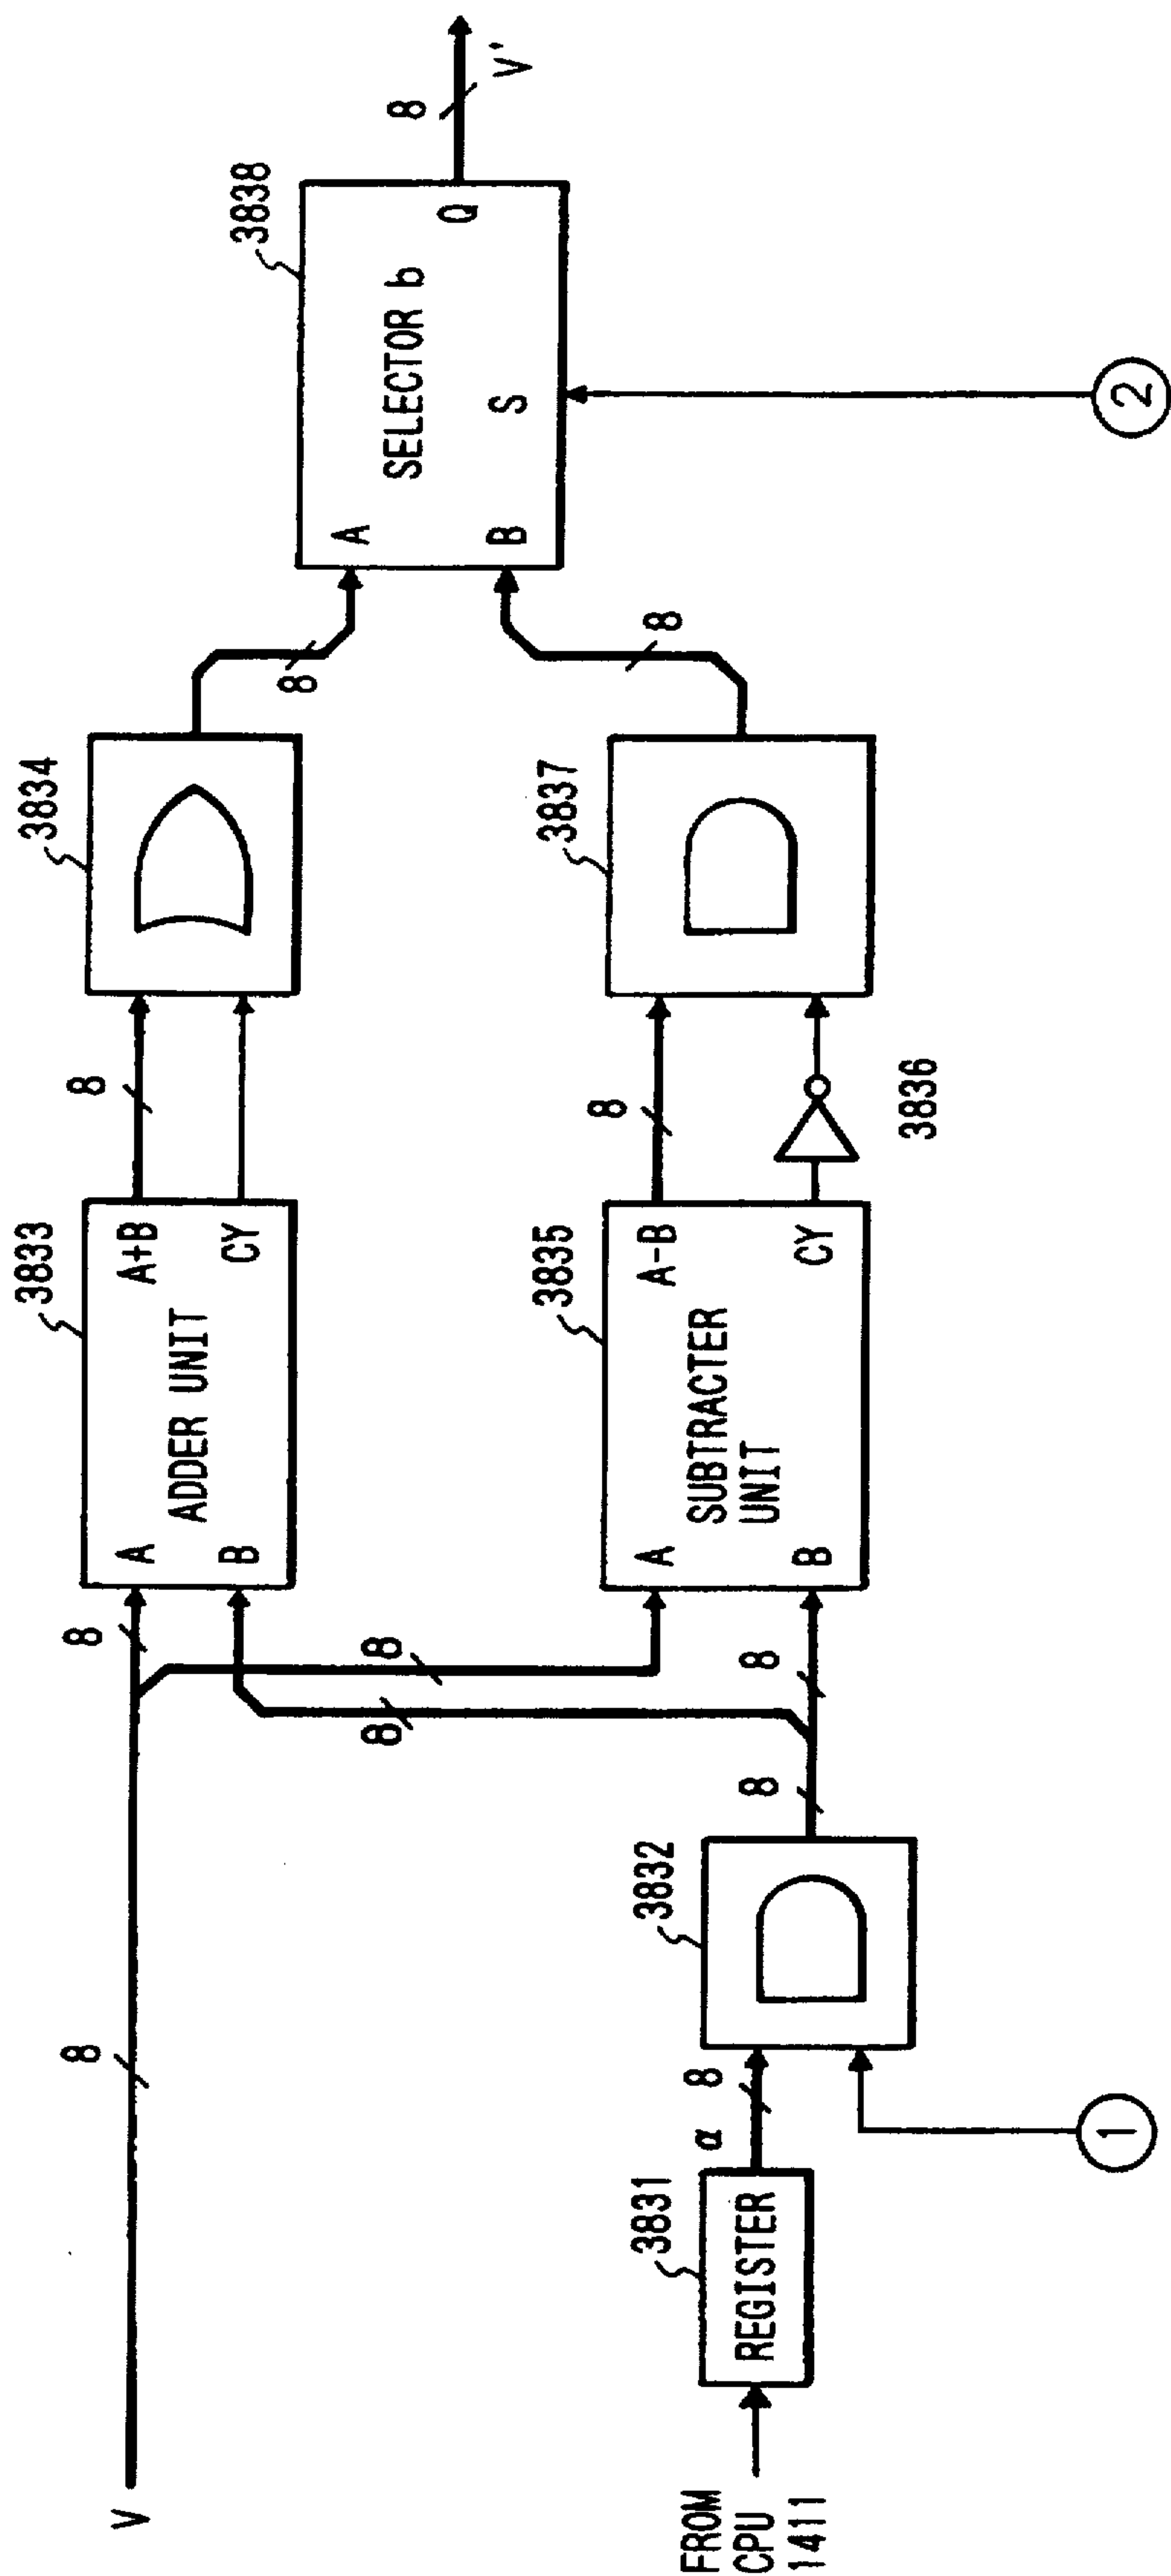 V
8
8
8
8
FROM
CPU
1411
3831
REGISTER
α
8
1
3832
8
8
3833
A
B
ADDER UNIT
A+B
CY
8
3835
A
B
SUBTRACTER
UNIT
A-B
CY
8
3836
3834
8
3837
8
3838
A
B
SELECTOR b
S
Q
2
8
V'